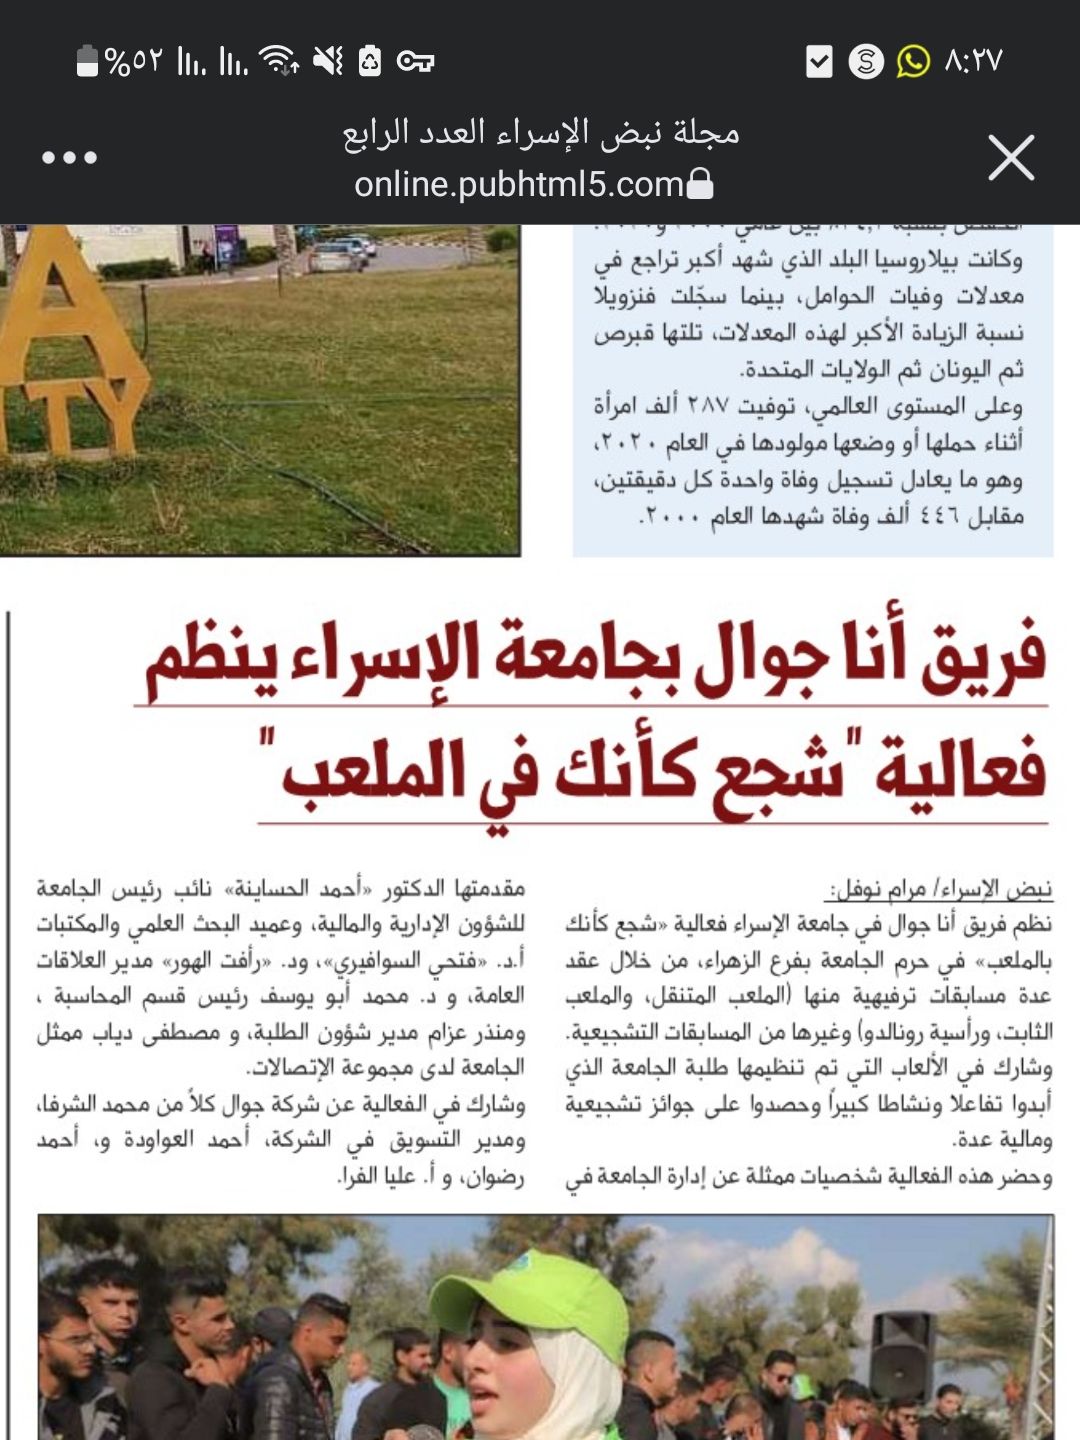 ٨:٢٧
%٥٢
مجلة نبض الإسراء العدد الرابع
online.pubhtml5.com
وكانت بيلاروسيا البلد الذي شهد أكبر تراجع في
معدلات وفيات الحوامل، بينما سجّلت فنزويلا
نسبة الزيادة الأكبر لهذه المعدلات، تلتها قبرص
ثم اليونان ثم الولايات المتحدة.
وعلى المستوى العالمي، توفيت ٢٨٧ ألف امرأة
أثناء حملها أو وضعها مولودها في العام ٢٠٢٠،
وهو ما يعادل تسجيل وفاة واحدة كل دقيقتين،
مقابل ٤٤٦ ألف وفاة شهدها العام ٢٠٠٠.
A
ITY
فريق أنا جوال بجامعة الإسراء ينظم
فعالية "شجع كأنك في الملعب"
نبض الإسراء/ مرام نوفل:
نظم فريق أنا جوال في جامعة الإسراء فعالية «شجع كأنك
بالملعب» في حرم الجامعة بفرع الزهراء، من خلال عقد
عدة مسابقات ترفيهية منها (الملعب المتنقل، والملعب
الثابت، ورأسية رونالدو) وغيرها من المسابقات التشجيعية.
وشارك في الألعاب التي تم تنظيمها طلبة الجامعة الذي
أبدوا تفاعلا ونشاطا كبيراً وحصدوا على جوائز تشجيعية
ومالية عدة.
وحضر هذه الفعالية شخصيات ممثلة عن إدارة الجامعة في
مقدمتها الدكتور «أحمد الحساينة» نائب رئيس الجامعة
للشؤون الإدارية والمالية، وعميد البحث العلمي والمكتبات
أ.د. «فتحي السوافيري»، ود. «رأفت الهور» مدير العلاقات
العامة، و د. محمد أبو يوسف رئيس قسم المحاسبة ،
ومنذر عزام مدير شؤون الطلبة، و مصطفى دياب ممثل
الجامعة لدى مجموعة الإتصالات.
وشارك في الفعالية عن شركة جوال كلاً من محمد الشرفا،
ومدير التسويق في الشركة، أحمد العواودة و، أحمد
رضوان، و أ. عليا الفرا.